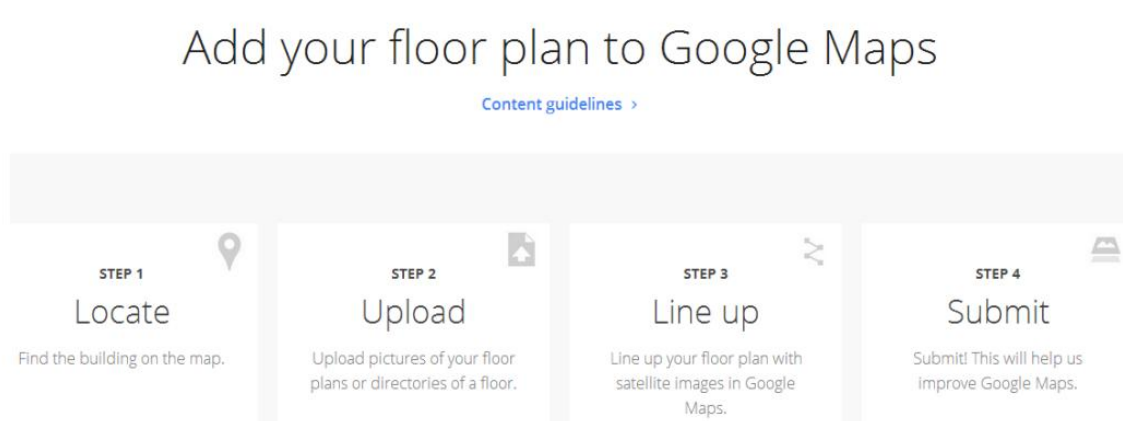 Add your floor plan to Google Maps
Content guidelines ›
STEP 1
Locate
Find the building on the map.
STEP 2
Upload
Upload pictures of your floor
plans or directories of a floor.
STEP 3
Line up
Line up your floor plan with
satellite images in Google
Maps.
STEP 4
Submit
Submit! This will help us
improve Google Maps.